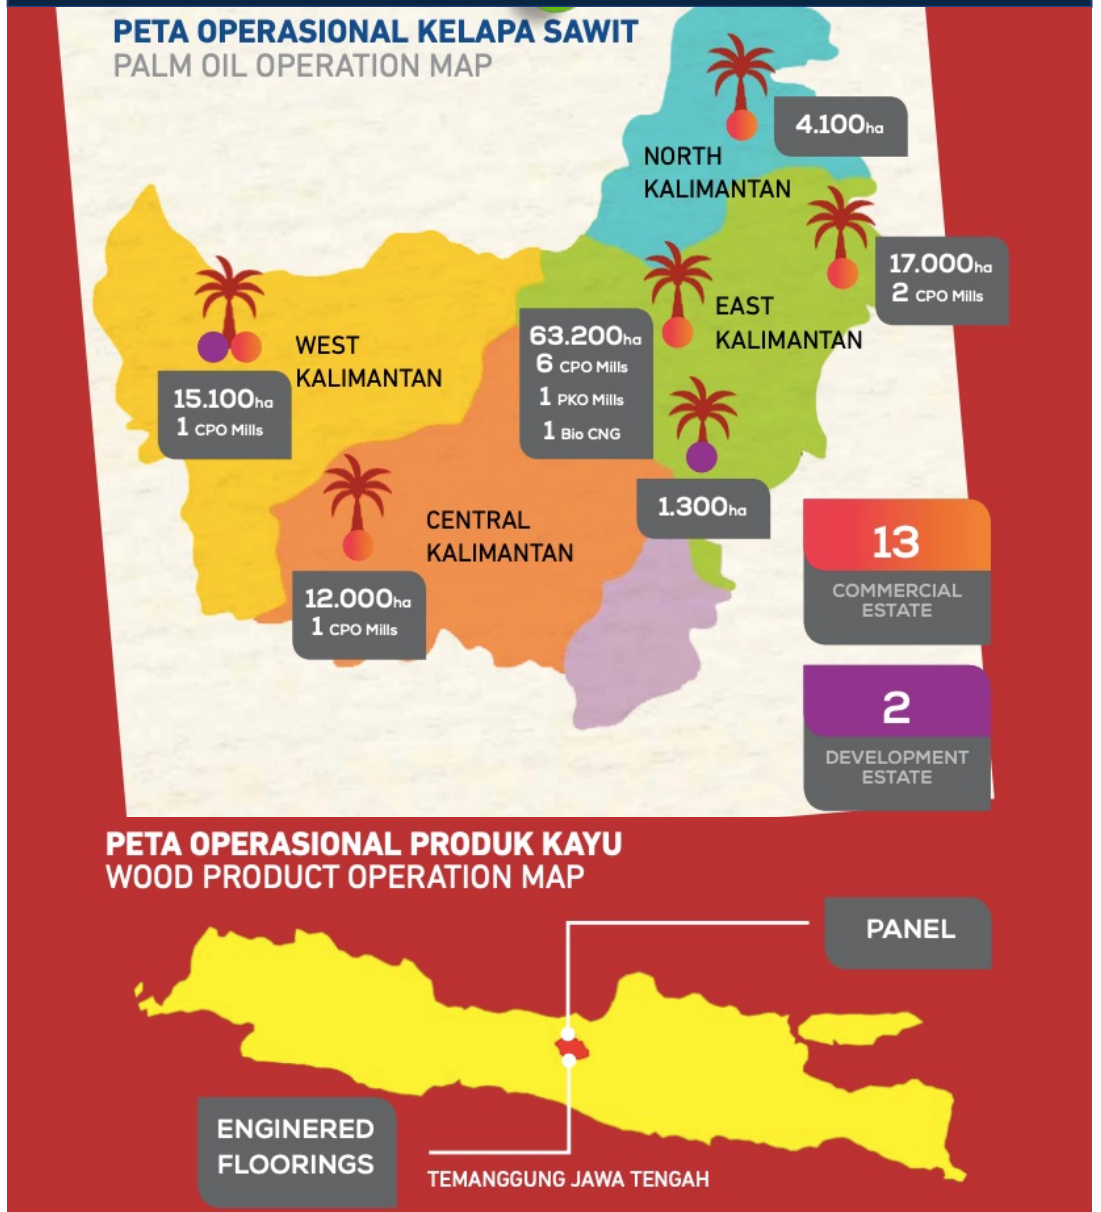 PETA OPERASIONAL KELAPA SAWIT
PALM OIL OPERATION MAP
4.100ha
NORTH
KALIMANTAN
17.000ha
2 CPO Mills
EAST
KALIMANTAN
63.200ha
6 CPO Mills
1 PKO Mills
1 Bio CNG
WEST
KALIMANTAN
15.100ha
1 CPO Mills
1.300ha
CENTRAL
KALIMANTAN
12.000ha
1 CPO Mills
13
COMMERCIAL
ESTATE
2
DEVELOPMENT
ESTATE
PETA OPERASIONAL PRODUK KAYU
WOOD PRODUCT OPERATION MAP
PANEL
ENGINERED
FLOORINGS
TEMANGGUNG JAWA TENGAH